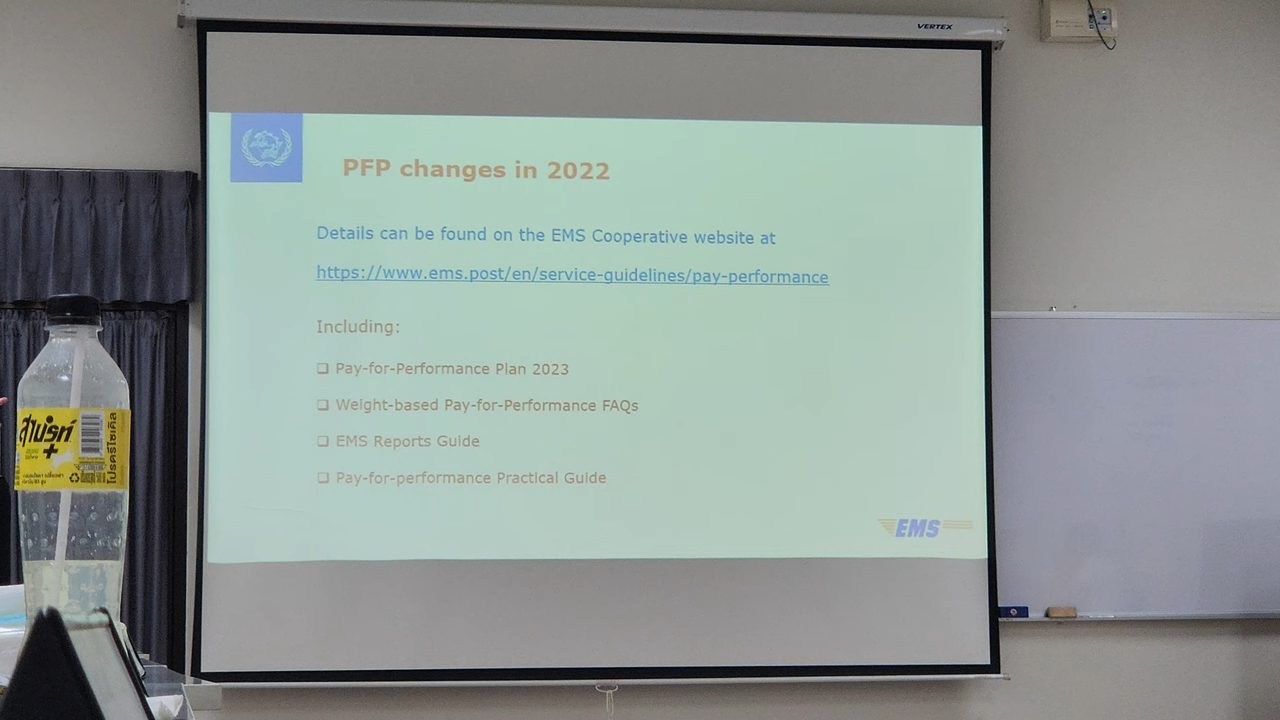 VERTEX
PFP changes in 2022
Details can be found on the EMS Cooperative website at
https://www.ems.post/en/service-guidelines/pay-performance
Including:
❑ Pay-for-Performance Plan 2023
❑ Weight-based Pay-for-Performance FAQs
❑ EMS Reports Guide
❑ Pay-for-performance Practical Guide
EMS
+